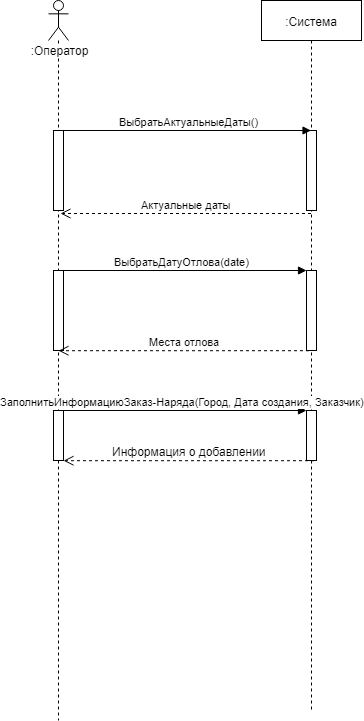 :Оператор
:Система
ВыбратьАктуальныеДаты()
Актуальные даты
ВыбратьДатуОтлова(date)
Места отлова
ЗаполнитьИнформациюЗаказ-Наряда(Город, Дата создания, Заказчик)
Информация о добавлении